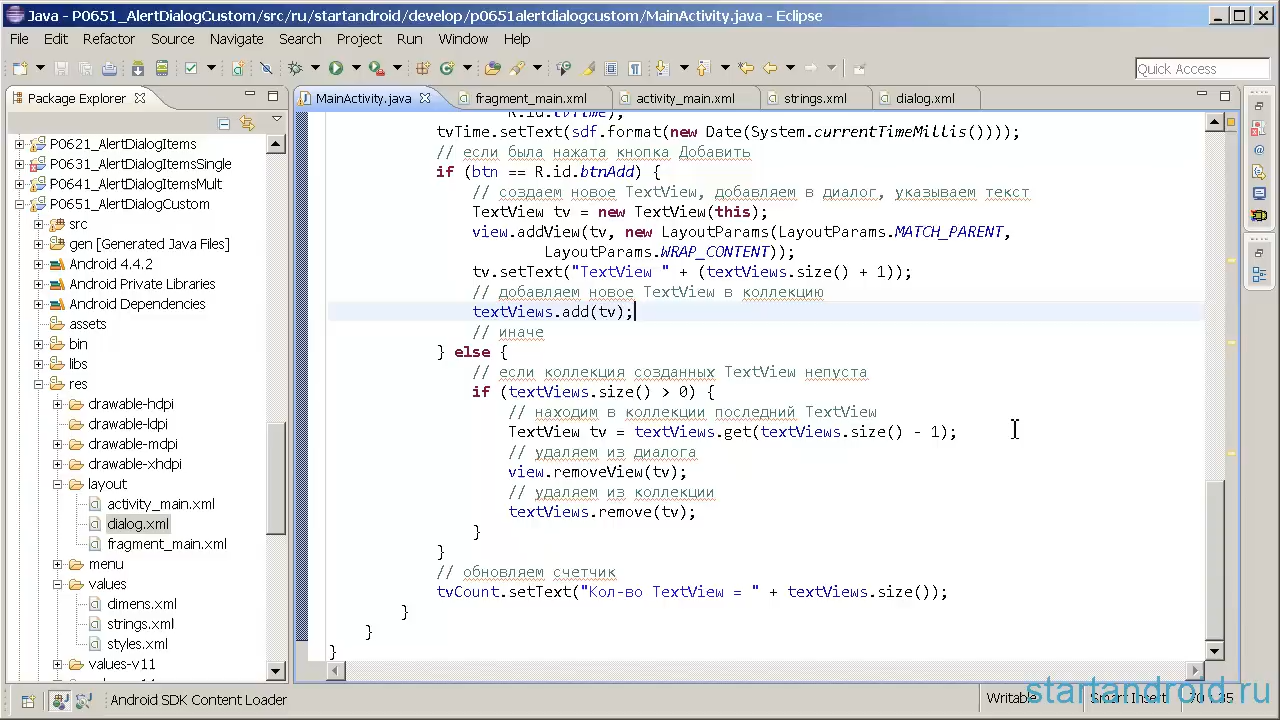 Java - P0651_AlertDialogCustom/src/ru/startandroid/develop/p0651alertdialogcustom/MainActivity.java - Eclipse
File Edit Refactor Source Navigate Search Project Run Window Help
Quick Access
Package Explorer
MainActivity.java fragment_main.xml activity_main.xml strings.xml dialog.xml
P0621_AlertDialogItems
P0631_AlertDialogItemsSingle
P0641_AlertDialogItemsMult
P0651_AlertDialogCustom
src
gen [Generated Java Files]
Android 4.4.2
Android Private Libraries
Android Dependencies
assets
bin
libs
res
drawable-hdpi
drawable-ldpi
drawable-mdpi
drawable-xhdpi
layout
activity_main.xml
dialog.xml
fragment_main.xml
menu
values
dimens.xml
strings.xml
styles.xml
values-v11
R.id.tvTime);
tvTime.setText(sdf.format(new Date(System.currentTimeMillis())));
// если была нажата кнопка Добавить
if (btn == R.id.btnAdd) {
// создаем новое TextView, добавляем в диалог, указываем текст
TextView tv = new TextView(this);
view.addView(tv, new LayoutParams(LayoutParams.MATCH_PARENT,
LayoutParams.WRAP_CONTENT));
tv.setText("TextView " + (textViews.size() + 1));
// добавляем новое TextView в коллекцию
textViews.add(tv);
// иначе
} else {
// если коллекция созданных TextView непуста
if (textViews.size() > 0) {
// находим в коллекции последний TextView
TextView tv = textViews.get(textViews.size() - 1);
// удаляем из диалога
view.removeView(tv);
// удаляем из коллекции
textViews.remove(tv);
}
}
// обновляем счетчик
tvCount.setText("Кол-во TextView = " + textViews.size());
}
}
}
Android SDK Content Loader
Writable
Smart Insert
startandroid.ru